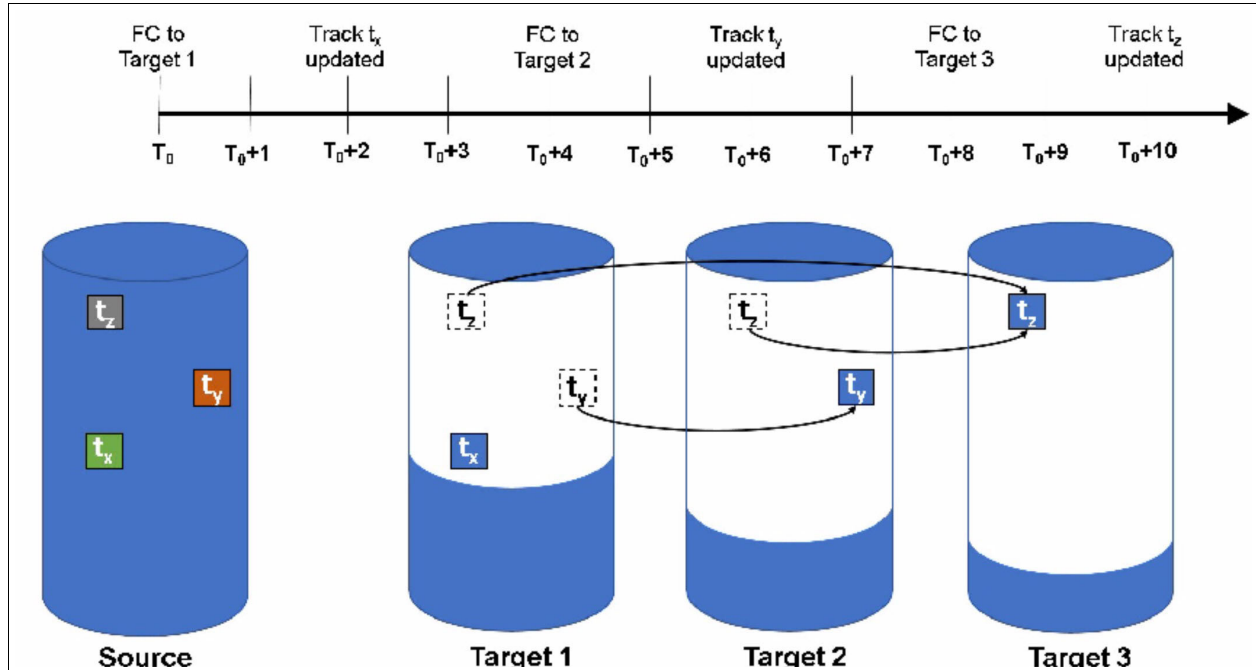 FC to
Target 1
Track tx
updated
FC to
Target 2
Track ty
updated
FC to
Target 3
Track tz
updated
T0 T0+1 T0+2 T0+3 T0+4 T0+5 T0+6 T0+7 T0+8 T0+9 T0+10
tz tz tz tz
ty ty ty
tx tx
Source Target 1 Target 2 Target 3